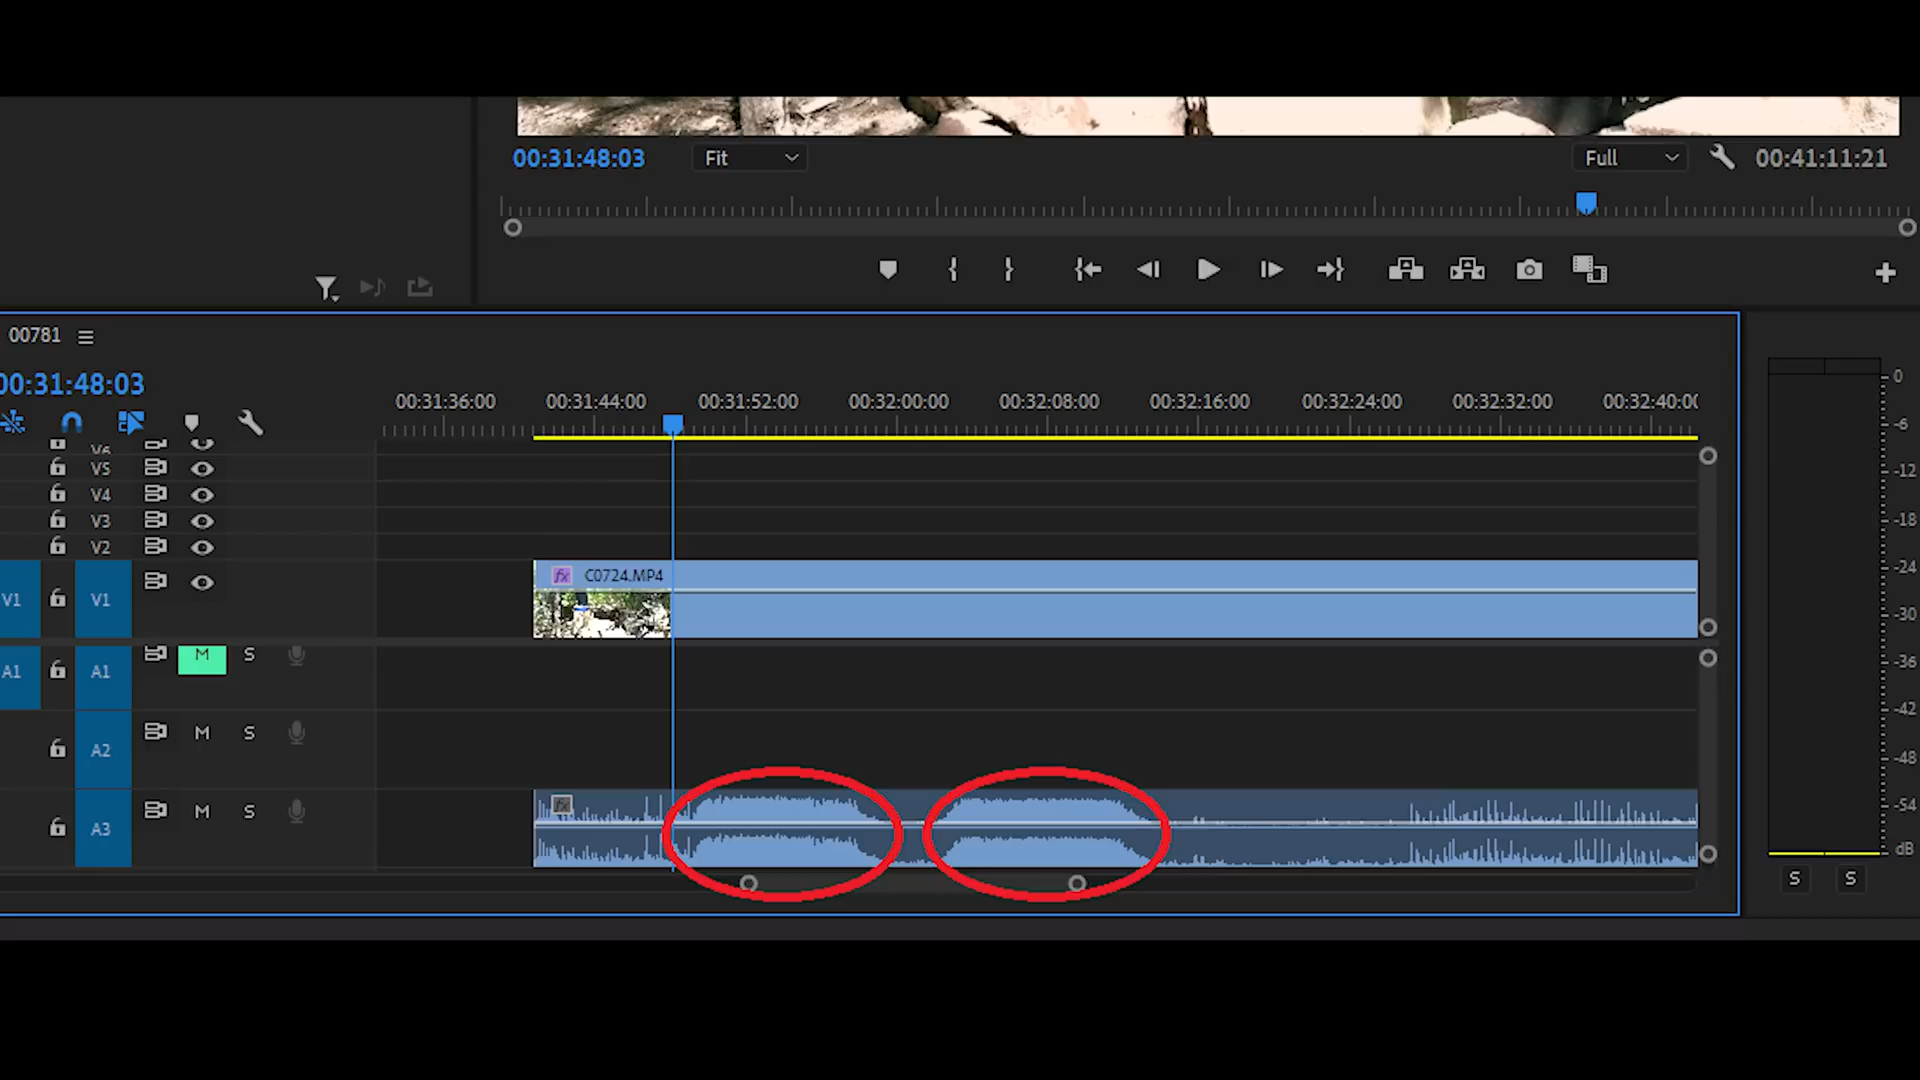 00:31:48:03 Fit Full 00:41:11:21
00781
00:31:48:03
00:31:36:00 00:31:44:00 00:31:52:00 00:32:00:00 00:32:08:00 00:32:16:00 00:32:24:00 00:32:32:00 00:32:40:00
V6
V5
V4
V3
V2
fx C0724.MP4
V1 V1
A1 A1 M S
A2 M S
fx
A3 M S
0
-6
-12
-18
-24
-30
-36
-42
-48
-54
dB
S S